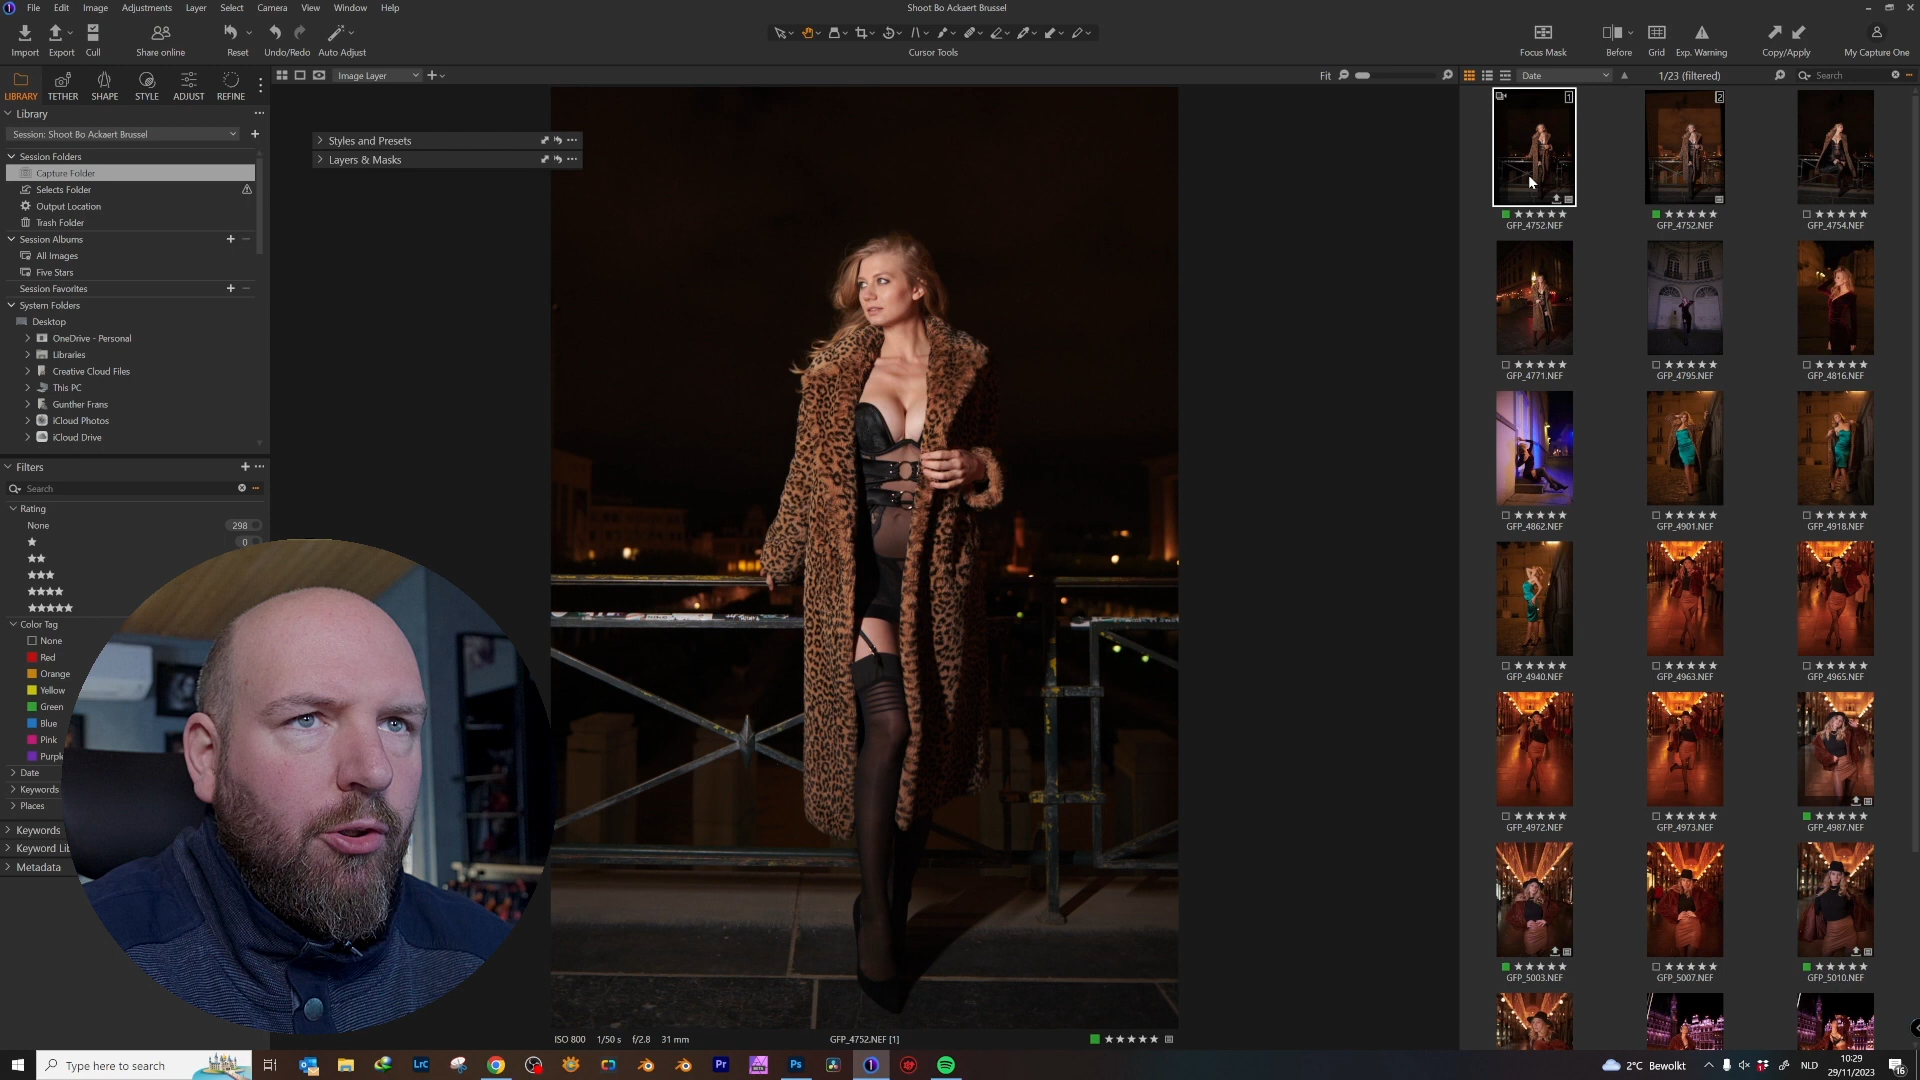 File Edit Image Adjustments Layer Select Camera View Window Help
Shoot Bo Ackaert Brussel
Import Export Cull Share online Reset Undo/Redo Auto Adjust
Cursor Tools
Focus Mask Before Grid Exp. Warning Copy/Apply My Capture One
LIBRARY TETHER SHAPE STYLE ADJUST REFINE
Image Layer
Fit
Date
1/23 (filtered)
Search
Library
Session: Shoot Bo Ackaert Brussel
Session Folders
Capture Folder
Selects Folder
Output Location
Trash Folder
Session Albums
All Images
Five Stars
Session Favorites
System Folders
Desktop
OneDrive - Personal
Libraries
Creative Cloud Files
This PC
Gunther Frans
iCloud Photos
iCloud Drive
Filters
Search
Rating
None 298
0
Color Tag
None
Red
Orange
Yellow
Green
Blue
Pink
Purple
Date
Keywords
Places
Keywords
Keyword Lib
Metadata
Styles and Presets
Layers & Masks
1 2
GFP_4752.NEF GFP_4752.NEF GFP_4754.NEF
GFP_4771.NEF GFP_4795.NEF GFP_4816.NEF
GFP_4862.NEF GFP_4901.NEF GFP_4918.NEF
GFP_4940.NEF GFP_4963.NEF GFP_4965.NEF
GFP_4972.NEF GFP_4973.NEF GFP_4987.NEF
GFP_5003.NEF GFP_5007.NEF GFP_5010.NEF
ISO 800 1/50 s f/2.8 31 mm
GFP_4752.NEF [1]
Type here to search
LrC Pr Ps
2°C Bewolkt
NLD
10:29
29/11/2023
16